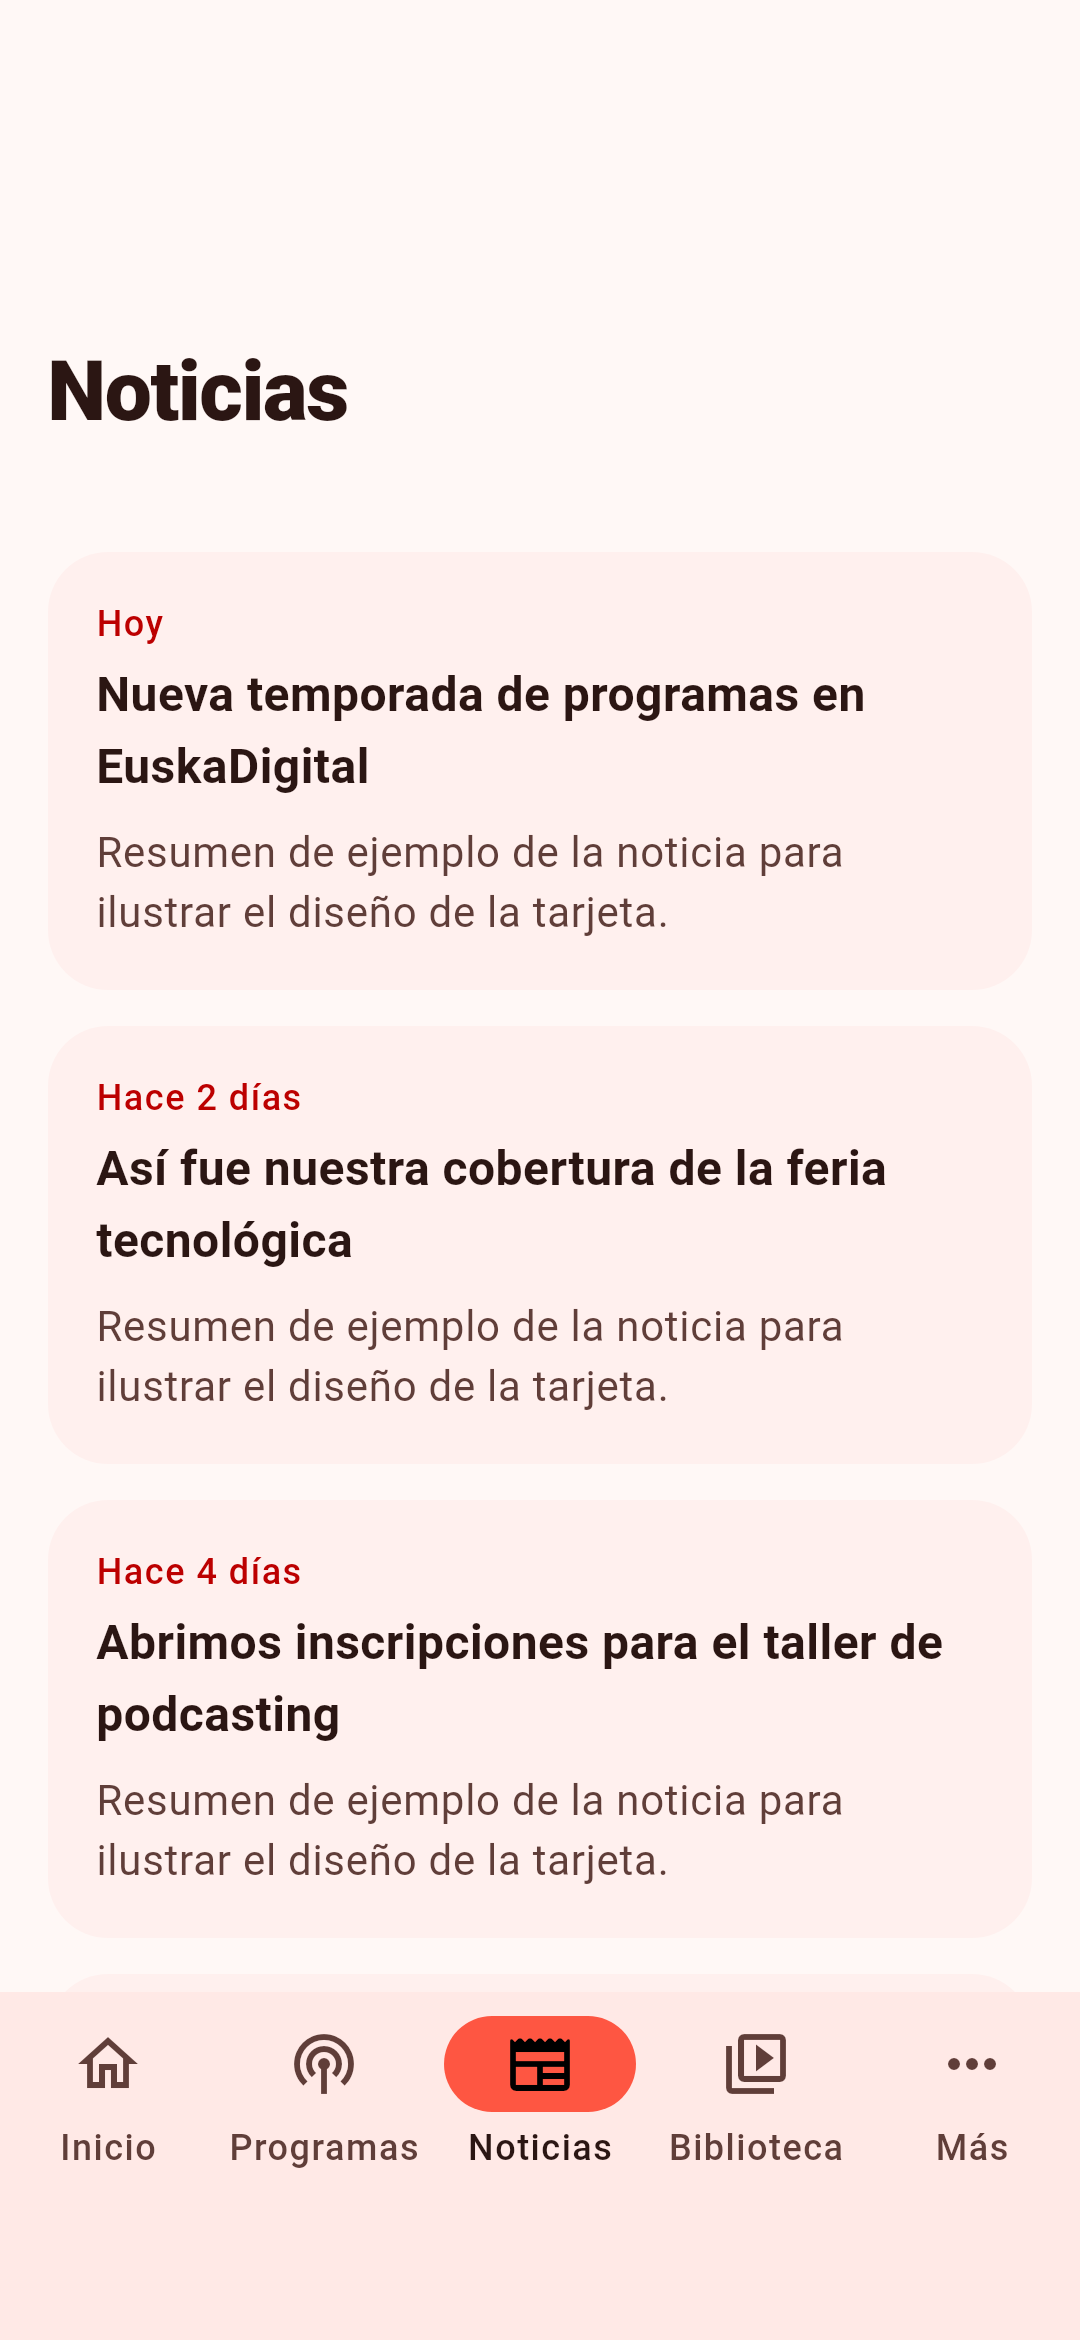 Noticias
Hoy
Nueva temporada de programas en
EuskaDigital
Resumen de ejemplo de la noticia para
ilustrar el diseño de la tarjeta.
Hace 2 días
Así fue nuestra cobertura de la feria
tecnológica
Resumen de ejemplo de la noticia para
ilustrar el diseño de la tarjeta.
Hace 4 días
Abrimos inscripciones para el taller de
podcasting
Resumen de ejemplo de la noticia para
ilustrar el diseño de la tarjeta.
Inicio
Programas
Noticias
Biblioteca
Más